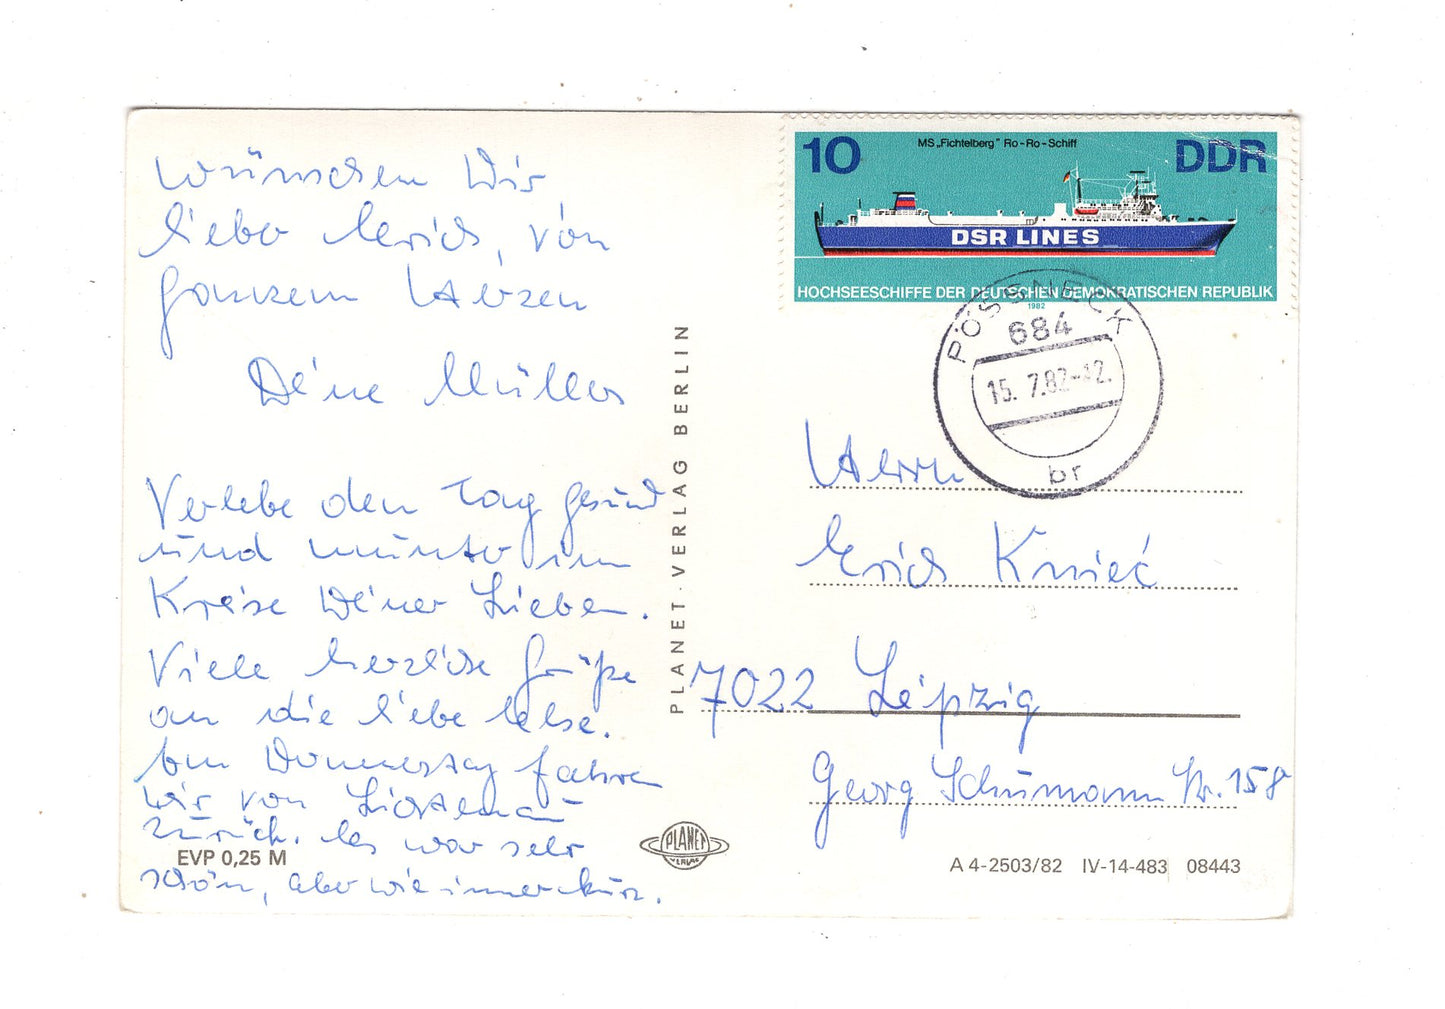 wünschen Wir
lieber Erich, von
ganzem Herzen
Deine Müllers
Verlebe den Tag gesund
und munter im
Kreise Deiner Lieben.
Viele herzliche Grüße
an die liebe Else.
Am Donnerstag fahren
wir von
zurück. Es war sehr
schön, aber wie immer kurz.
EVP 0,25 M
PLANET-VERLAG BERLIN
PLANET
VERLAG
10
MS „Fichtelberg" Ro-Ro-Schiff
DDR
DSR LINES
HOCHSEESCHIFFE DER DEUTSCHEN DEMOKRATISCHEN REPUBLIK
1982
PÖSSNECK
684
15. 7.82-12.
br
Herrn
Erich
7022 Leipzig
Georg Schumann Str. 158
A 4-2503/82 IV-14-483 08443